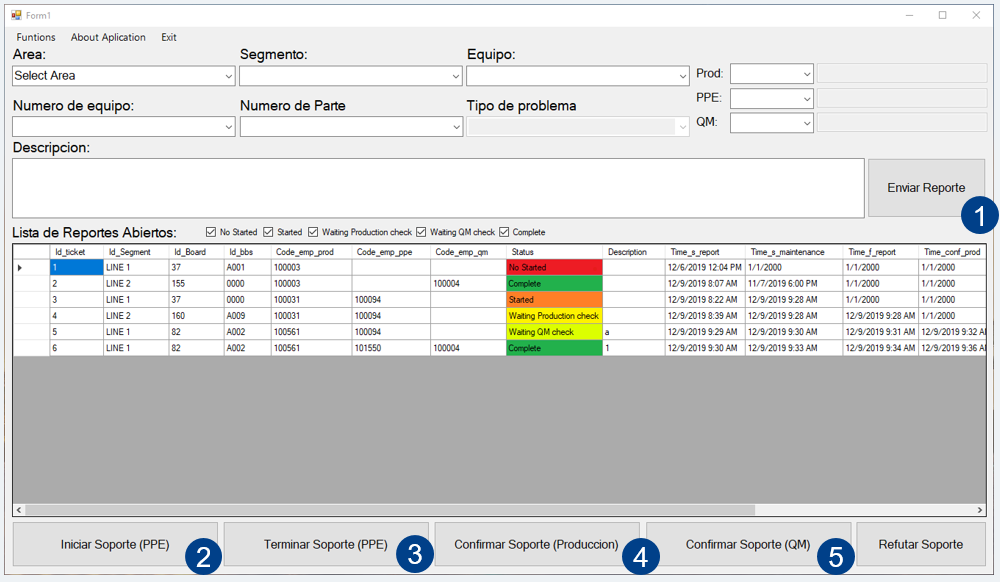 Form1
Funtions About Aplication Exit
Area: Segmento: Equipo:
Select Area
Prod:
PPE:
Numero de equipo: Numero de Parte Tipo de problema
QM:
Descripcion:
Enviar Reporte
1
Lista de Reportes Abiertos: No Started Started Waiting Production check Waiting QM check Complete
Id_ticket Id_Segment Id_Board Id_bbs Code_emp_prod Code_emp_ppe Code_emp_qm Status Description Time_s_report Time_s_maintenance Time_f_report Time_conf_prod
1 LINE 1 37 A001 100003 No Started 12/6/2019 12:04 PM 1/1/2000 1/1/2000 1/1/2000
2 LINE 2 155 0000 100003 100004 Complete 12/9/2019 8:07 AM 11/7/2019 6:00 PM 1/1/2000 1/1/2000
3 LINE 1 37 0000 100031 100094 Started 12/9/2019 8:22 AM 12/9/2019 9:28 AM 1/1/2000 1/1/2000
4 LINE 2 160 A009 100031 100094 Waiting Production check 12/9/2019 8:39 AM 12/9/2019 9:28 AM 12/9/2019 9:28 AM 1/1/2000
5 LINE 1 82 A002 100561 100094 Waiting QM check a 12/9/2019 9:29 AM 12/9/2019 9:30 AM 12/9/2019 9:31 AM 12/9/2019 9:32 A
6 LINE 1 82 A002 100561 101550 100004 Complete 1 12/9/2019 9:30 AM 12/9/2019 9:33 AM 12/9/2019 9:34 AM 12/9/2019 9:36 A
Iniciar Soporte (PPE) 2 Terminar Soporte (PPE) 3 Confirmar Soporte (Produccion) 4 Confirmar Soporte (QM) 5 Refutar Soporte